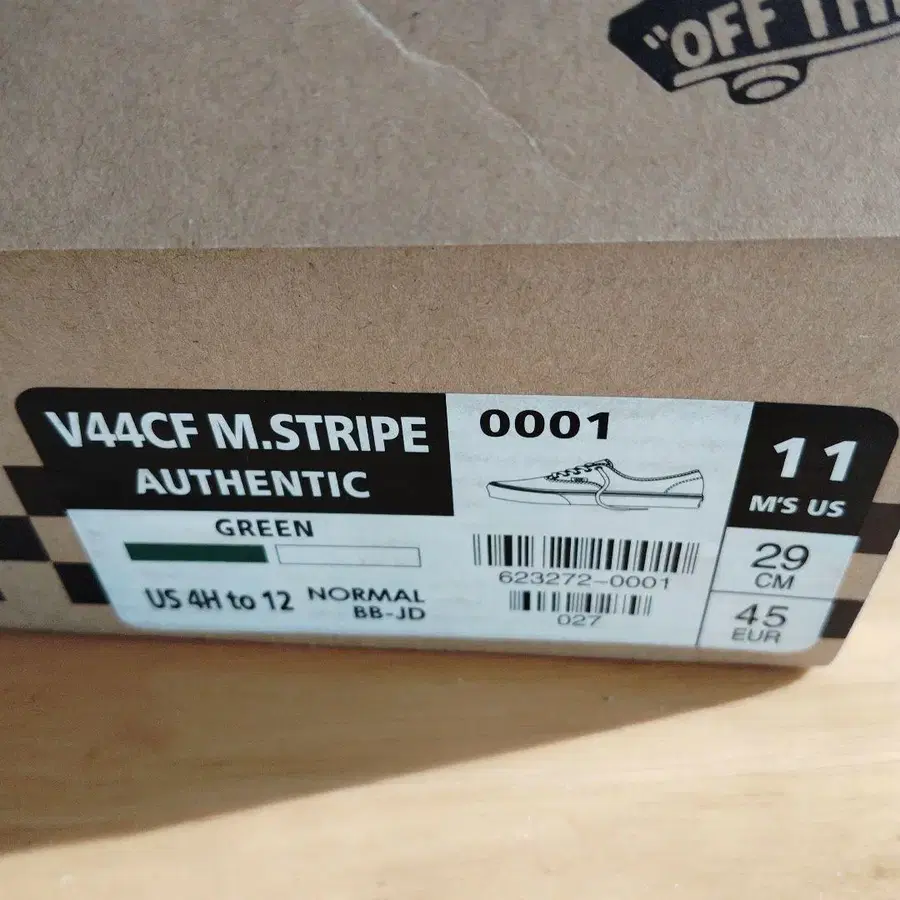 "OFF TH
V44CF M.STRIPE
AUTHENTIC
GREEN
US 4H to 12
NORMAL
BB-JD
0001
623272-0001
027
11
M'S US
29
CM
45
EUR